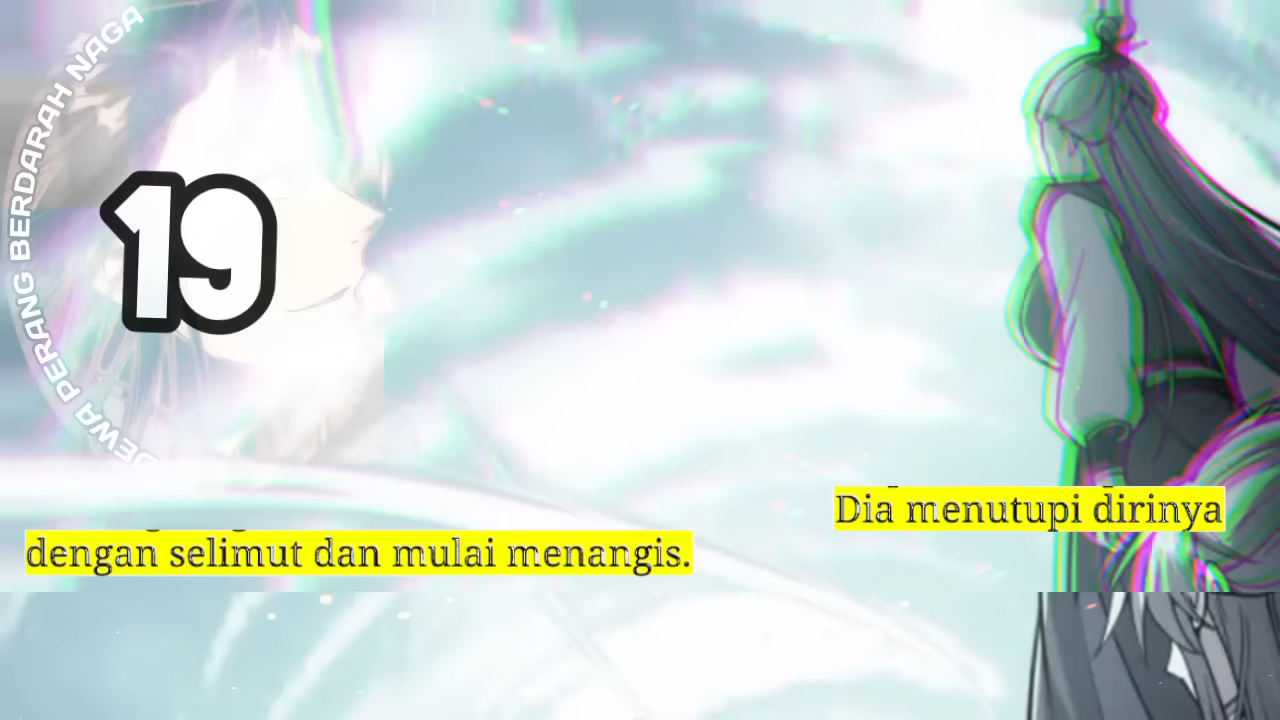 DEWA PERANG BERDARAH NAGA
19
Dia menutupi dirinya
dengan selimut dan mulai menangis.